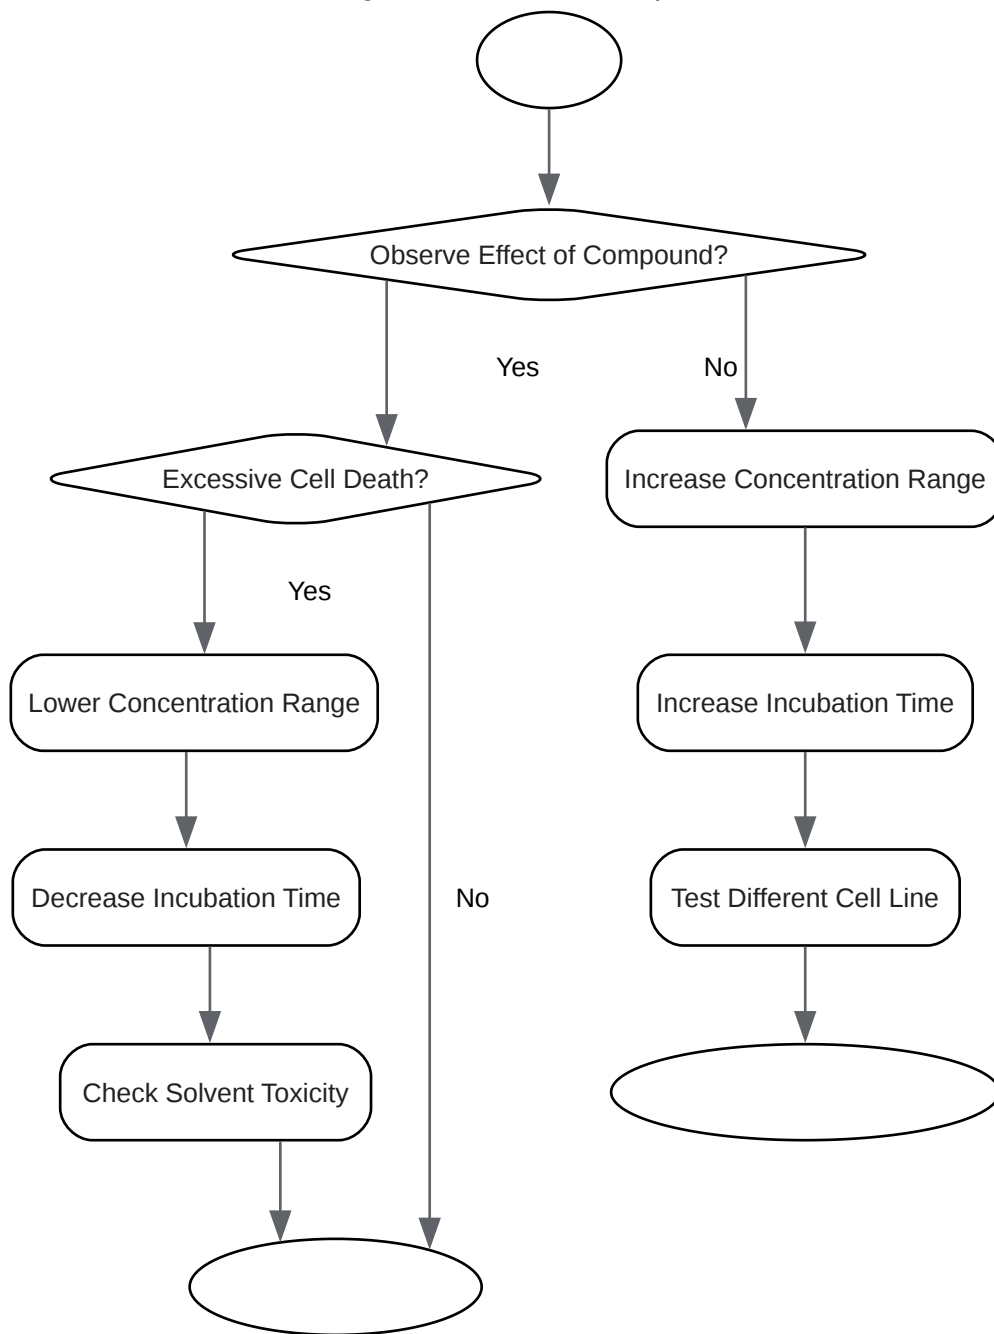 Observe Effect of Compound?
Yes
No
Excessive Cell Death?
Increase Concentration Range
Yes
Lower Concentration Range
Increase Incubation Time
Decrease Incubation Time
No
Test Different Cell Line
Check Solvent Toxicity